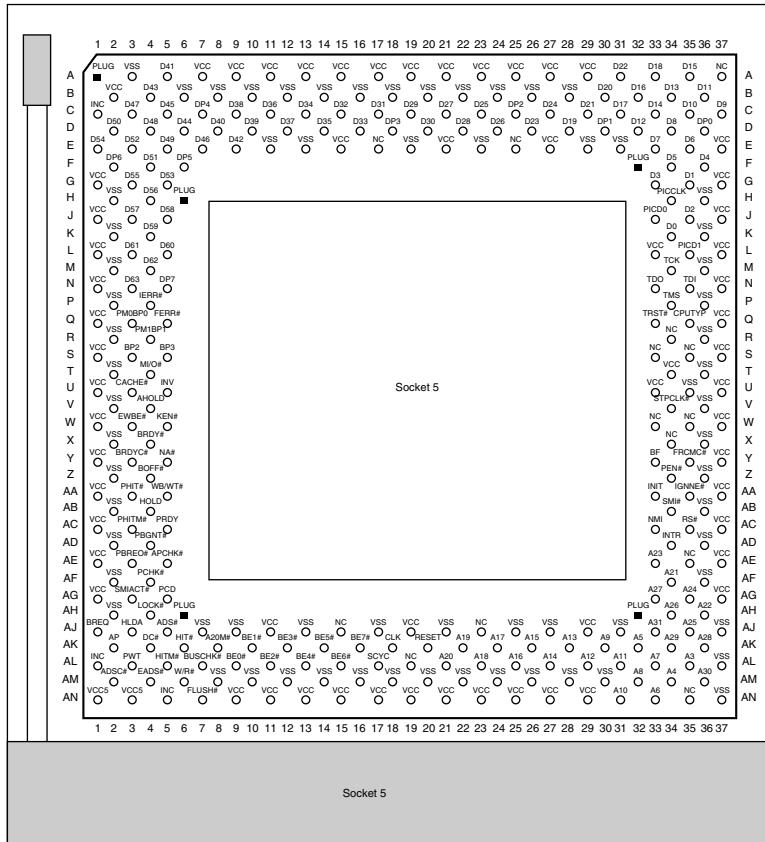 1 2 3 4 5 6 7 8 9 10 11 12 13 14 15 16 17 18 19 20 21 22 23 24 25 26 27 28 29 30 31 32 33 34 35 36 37
A PLUG VSS D41 VCC VCC VCC VCC VCC VCC VCC VCC VCC VCC VCC VCC D22 D18 D15 NC A
B VCC D43 VSS VSS VSS VSS VSS VSS VSS VSS VSS VSS VSS VSS D20 D16 D13 D11 B
C INC D47 D45 DP4 D38 D36 D34 D32 D31 D29 D27 D25 DP2 D24 D21 D17 D14 D10 D9 C
D D50 D48 D44 D40 D39 D37 D35 D33 DP3 D30 D28 D26 D23 D19 DP1 D12 D8 DP0 D
E D54 D52 D49 D46 D42 VSS VSS VCC NC VSS VCC VSS NC VCC VSS VSS D7 D6 VCC E
F DP6 D51 DP5 PLUG D5 D4 F
G VCC D55 D53 D3 D1 VCC G
H VSS D56 PLUG PICCLK VSS H
J VCC D57 D58 PICD0 D2 VCC J
K VSS D59 D0 VSS K
L VCC D61 D60 VCC PICD1 VCC L
M VSS D62 TCK VSS M
N VCC D63 DP7 TDO TDI VCC N
P VSS IERR# TMS VSS P
Q VCC PM0BP0 FERR# TRST# CPUTYP VCC Q
R VSS PM1BP1 NC VSS R
S VCC BP2 BP3 NC NC VCC S
T VSS MI/O# VCC VSS T
U VCC CACHE# INV VCC VSS VCC U
V VSS AHOLD STPCLK# VSS V
W VCC EWBE# KEN# NC NC VCC W
X VSS BRDY# NC VSS X
Y VCC BRDYC# NA# BF FRCMC# VCC Y
Z VSS BOFF# PEN# VSS Z
AA VCC PHIT# WB/WT# INIT IGNNE# VCC AA
AB VSS HOLD SMI# VSS AB
AC VCC PHITM# PRDY NMI RS# VCC AC
AD VSS PBGNT# INTR VSS AD
AE VCC PBREO# APCHK# A23 NC VCC AE
AF VSS PCHK# A21 VSS AF
AG VCC SMIACT# PCD A27 A24 VCC AG
AH VSS LOCK# PLUG PLUG A26 A22 AH
AJ BREQ HLDA ADS# VSS VSS VCC VSS NC VSS VSS VCC NC VSS VCC VSS VSS A31 A25 VSS AJ
AK AP DC# HIT# A20M# BE1# BE3# BE5# BE7# CLK RESET A19 A17 A15 A13 A9 A5 A29 A28 AK
AL INC PWT HITM# BUSCHK# BE0# BE2# BE4# BE6# SCYC NC A20 A18 A16 A14 A12 A11 A7 A3 VSS AL
AM ADSC# EADS# W/R# VSS VSS VSS VSS VSS VSS VSS VSS VSS VSS VSS VSS A8 A4 A30 AM
AN VCC5 VCC5 INC FLUSH# VCC VCC VCC VCC VCC VCC VCC VCC VCC VCC VCC A10 A6 NC VSS AN
1 2 3 4 5 6 7 8 9 10 11 12 13 14 15 16 17 18 19 20 21 22 23 24 25 26 27 28 29 30 31 32 33 34 35 36 37
Socket 5
Socket 5